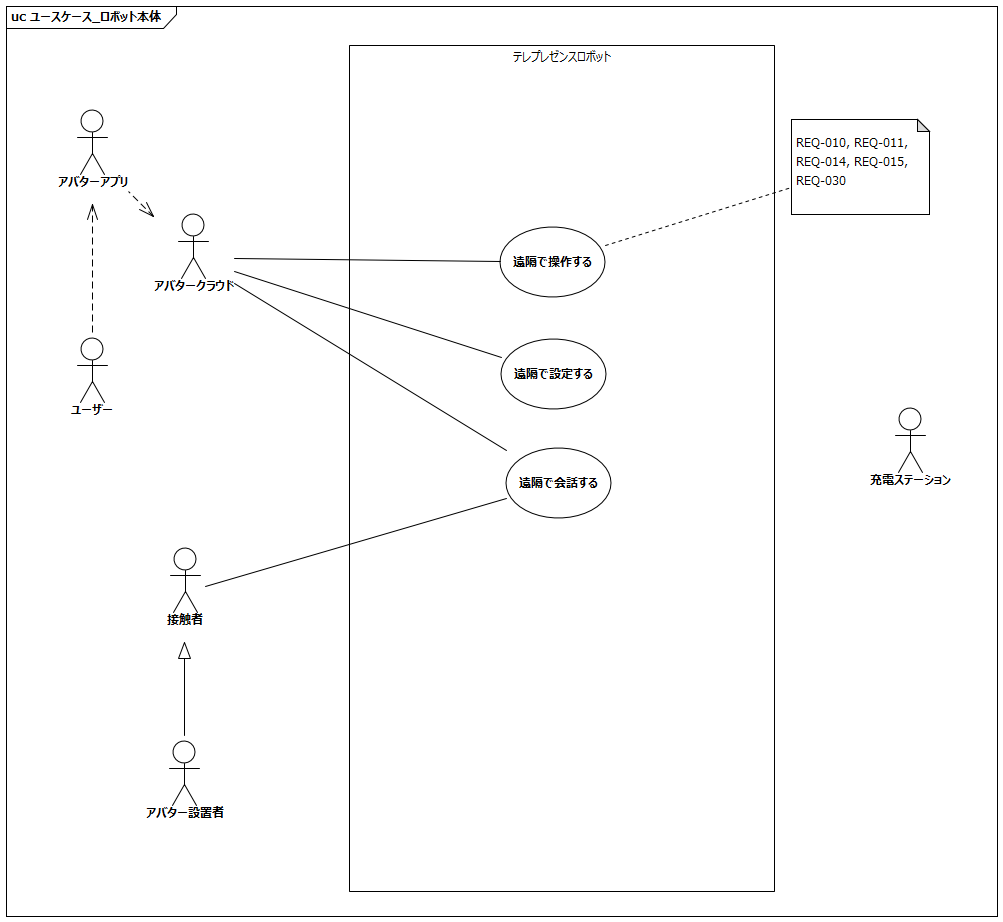 uc ユースケース_ロボット本体
テレプレゼンスロボット
REQ-010, REQ-011,
REQ-014, REQ-015,
REQ-030
アバターアプリ
アバタークラウド
遠隔で操作する
遠隔で設定する
ユーザー
遠隔で会話する
充電ステーション
接触者
アバター設置者